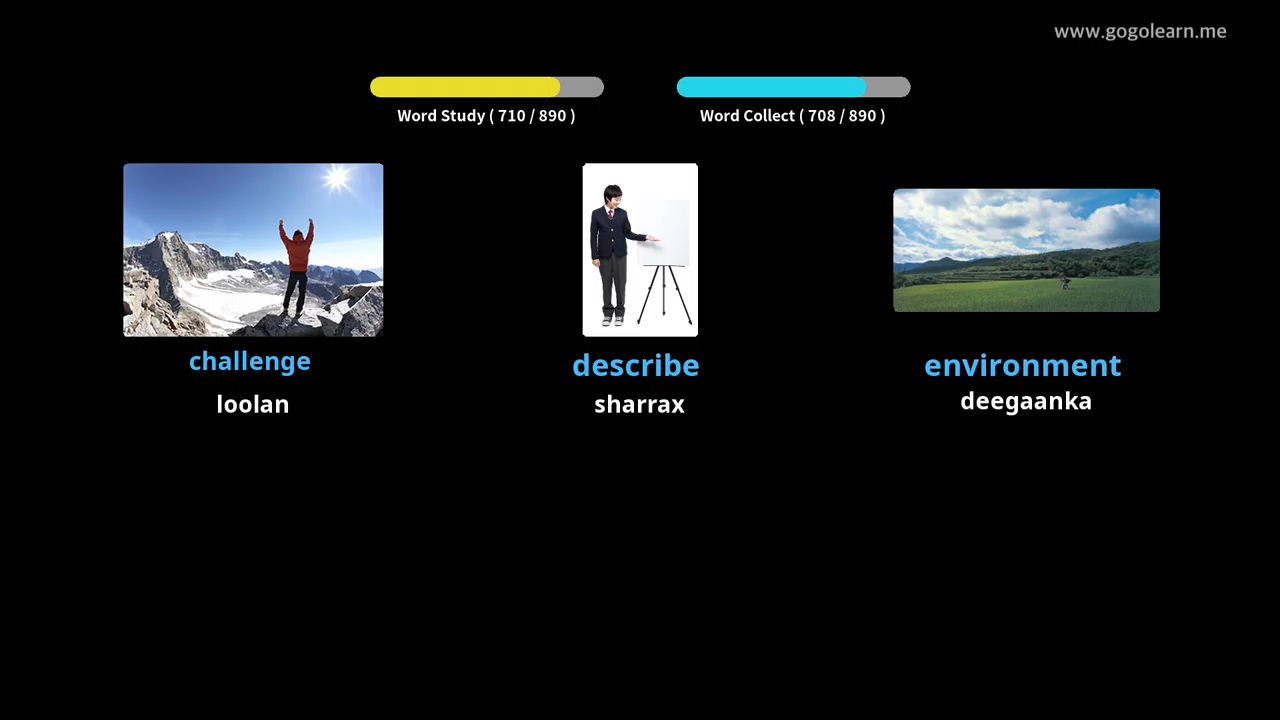 www.gogolearn.me
Word Study ( 710 / 890 )
Word Collect ( 708 / 890 )
challenge
loolan
describe
sharrax
environment
deegaanka